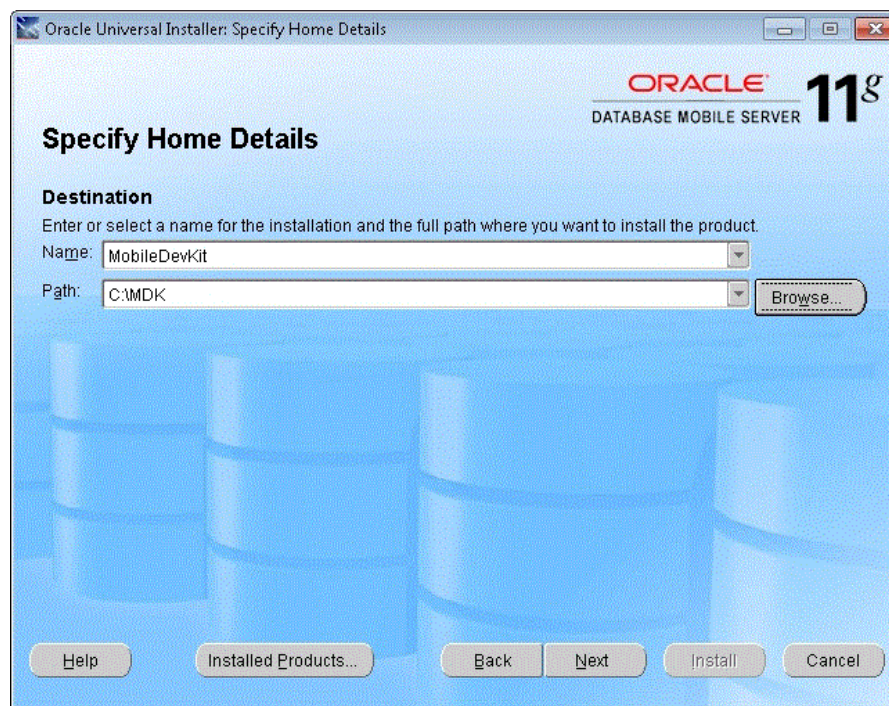 Oracle Universal Installer: Specify Home Details
ORACLE
DATABASE MOBILE SERVER 11g
Specify Home Details
Destination
Enter or select a name for the installation and the full path where you want to install the product.
Name: MobileDevKit
Path: C:\MDK Browse...
Help Installed Products... Back Next Install Cancel